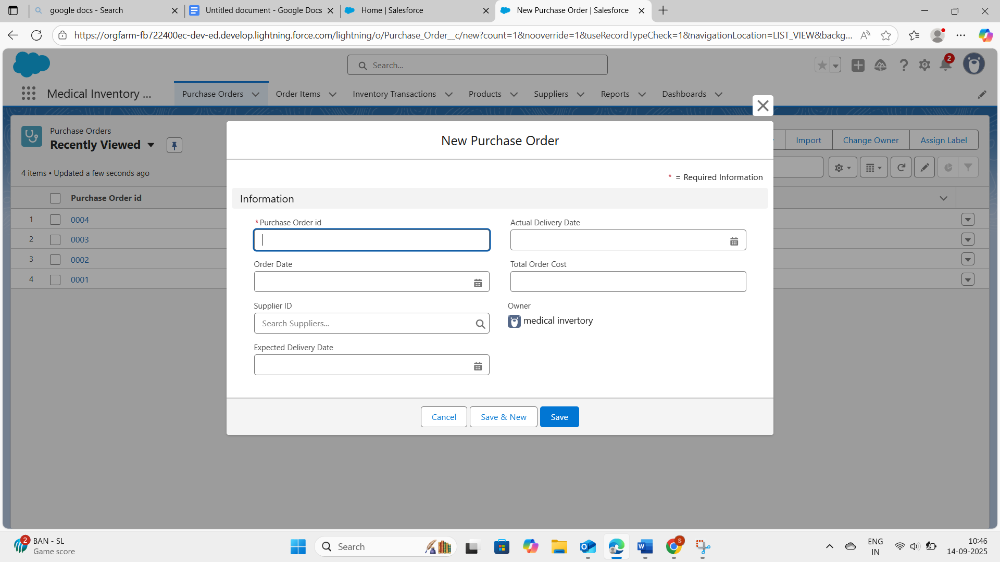 google docs - Search
Untitled document - Google Docs
Home | Salesforce
New Purchase Order | Salesforce
https://orgfarm-fb722400ec-dev-ed.develop.lightning.force.com/lightning/o/Purchase_Order__c/new?count=1&nooverride=1&useRecordTypeCheck=1&navigationLocation=LIST_VIEW&backg...
Search...
2
Medical Inventory ...
Purchase Orders
Order Items
Inventory Transactions
Products
Suppliers
Reports
Dashboards
Purchase Orders
Recently Viewed
Import
Change Owner
Assign Label
4 items • Updated a few seconds ago
Purchase Order id
1 0004
2 0003
3 0002
4 0001
New Purchase Order
* = Required Information
Information
*Purchase Order id
Actual Delivery Date
Order Date
Total Order Cost
Supplier ID
Search Suppliers...
Owner
medical invertory
Expected Delivery Date
Cancel
Save & New
Save
2
BAN - SL
Game score
Search
S
ENG
IN
10:46
14-09-2025